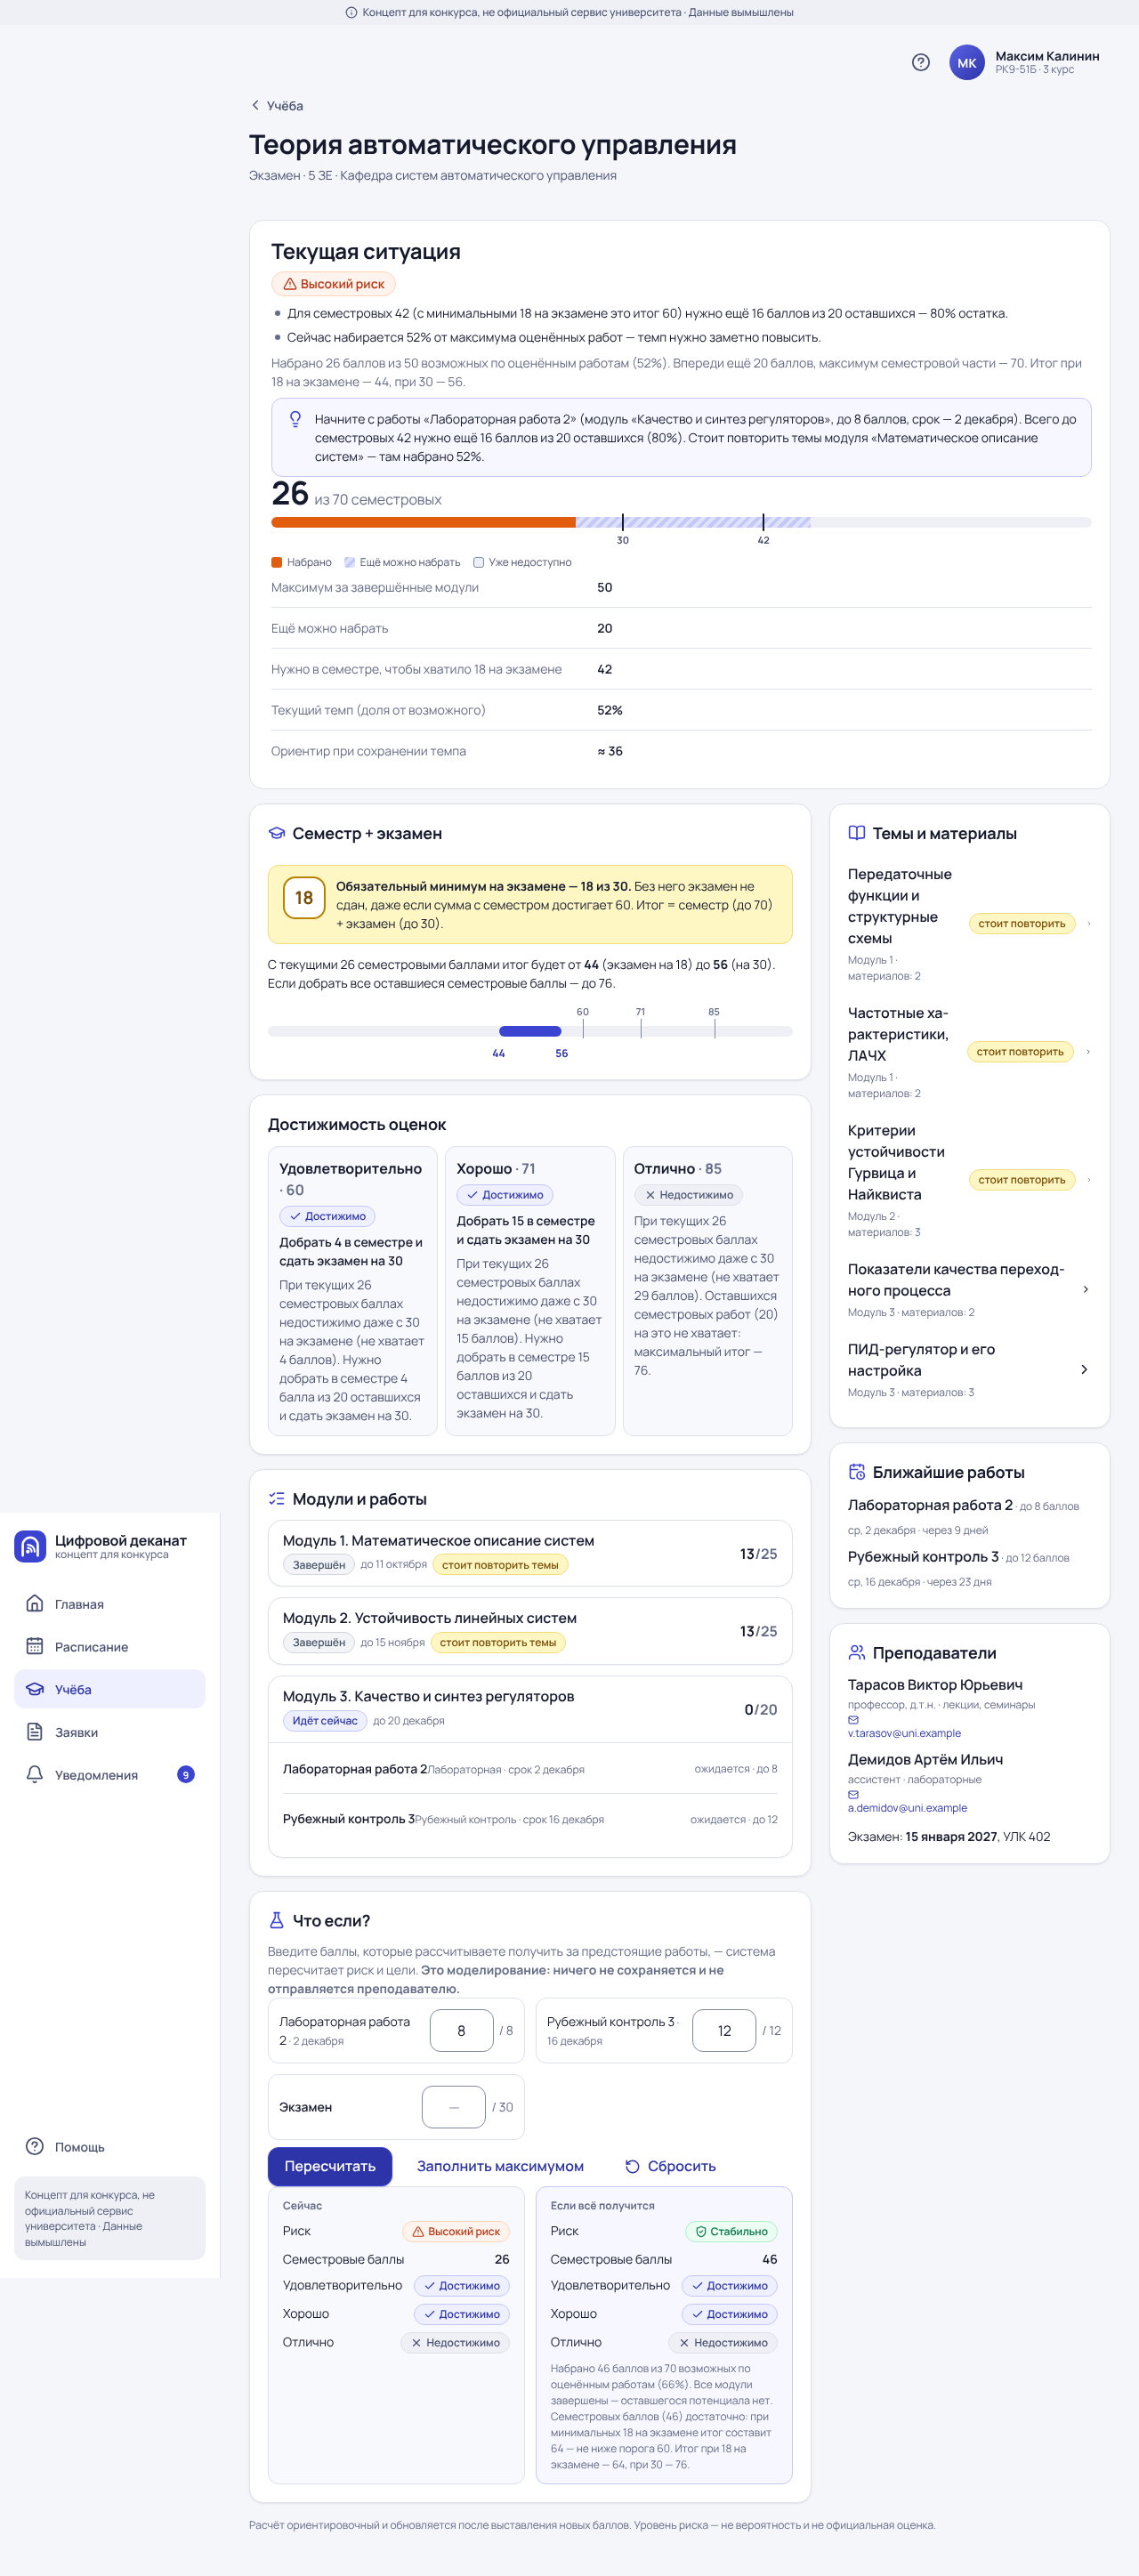 Концепт для конкурса, не официальный сервис университета · Данные вымышлены
МК
Максим Калинин
РК9-51Б · 3 курс
Учёба
Теория автоматического управления
Экзамен · 5 ЗЕ · Кафедра систем автоматического управления
Текущая ситуация
Высокий риск
Для семестровых 42 (с минимальными 18 на экзамене это итог 60) нужно ещё 16 баллов из 20 оставшихся — 80% остатка.
Сейчас набирается 52% от максимума оценённых работ — темп нужно заметно повысить.
Набрано 26 баллов из 50 возможных по оценённым работам (52%). Впереди ещё 20 баллов, максимум семестровой части — 70. Итог при
18 на экзамене — 44, при 30 — 56.
Начните с работы «Лабораторная работа 2» (модуль «Качество и синтез регуляторов», до 8 баллов, срок — 2 декабря). Всего до
семестровых 42 нужно ещё 16 баллов из 20 оставшихся (80%). Стоит повторить темы модуля «Математическое описание
систем» — там набрано 52%.
26 из 70 семестровых
30 42
Набрано Ещё можно набрать Уже недоступно
Максимум за завершённые модули 50
Ещё можно набрать 20
Нужно в семестре, чтобы хватило 18 на экзамене 42
Текущий темп (доля от возможного) 52%
Ориентир при сохранении темпа ≈ 36
Семестр + экзамен
18
Обязательный минимум на экзамене — 18 из 30. Без него экзамен не
сдан, даже если сумма с семестром достигает 60. Итог = семестр (до 70)
+ экзамен (до 30).
С текущими 26 семестровыми баллами итог будет от 44 (экзамен на 18) до 56 (на 30).
Если добрать все оставшиеся семестровые баллы — до 76.
60 71 85
44 56
Достижимость оценок
Удовлетворительно
· 60
Достижимо
Добрать 4 в семестре и
сдать экзамен на 30
При текущих 26
семестровых баллах
недостижимо даже с 30
на экзамене (не хватает
4 баллов). Нужно
добрать в семестре 4
балла из 20 оставшихся
и сдать экзамен на 30.
Хорошо · 71
Достижимо
Добрать 15 в семестре
и сдать экзамен на 30
При текущих 26
семестровых баллах
недостижимо даже с 30
на экзамене (не хватает
15 баллов). Нужно
добрать в семестре 15
баллов из 20
оставшихся и сдать
экзамен на 30.
Отлично · 85
Недостижимо
При текущих 26
семестровых баллах
недостижимо даже с 30
на экзамене (не хватает
29 баллов). Оставшихся
семестровых работ (20)
на это не хватает:
максимальный итог —
76.
Модули и работы
Модуль 1. Математическое описание систем
Завершён до 11 октября стоит повторить темы
13/25
Модуль 2. Устойчивость линейных систем
Завершён до 15 ноября стоит повторить темы
13/25
Модуль 3. Качество и синтез регуляторов
Идёт сейчас до 20 декабря
0/20
Лабораторная работа 2Лабораторная · срок 2 декабря ожидается · до 8
Рубежный контроль 3Рубежный контроль · срок 16 декабря ожидается · до 12
Что если?
Введите баллы, которые рассчитываете получить за предстоящие работы, — система
пересчитает риск и цели. Это моделирование: ничего не сохраняется и не
отправляется преподавателю.
Лабораторная работа
2 · 2 декабря
8 / 8
Рубежный контроль 3 ·
16 декабря
12 / 12
Экзамен — / 30
Пересчитать Заполнить максимумом Сбросить
Сейчас
Риск Высокий риск
Семестровые баллы 26
Удовлетворительно Достижимо
Хорошо Достижимо
Отлично Недостижимо
Если всё получится
Риск Стабильно
Семестровые баллы 46
Удовлетворительно Достижимо
Хорошо Достижимо
Отлично Недостижимо
Набрано 46 баллов из 70 возможных по
оценённым работам (66%). Все модули
завершены — оставшегося потенциала нет.
Семестровых баллов (46) достаточно: при
минимальных 18 на экзамене итог составит
64 — не ниже порога 60. Итог при 18 на
экзамене — 64, при 30 — 76.
Темы и материалы
Передаточные
функции и
структурные
схемы
Модуль 1 ·
материалов: 2
стоит повторить
Частотные ха-
рактеристики,
ЛАЧХ
Модуль 1 ·
материалов: 2
стоит повторить
Критерии
устойчивости
Гурвица и
Найквиста
Модуль 2 ·
материалов: 3
стоит повторить
Показатели качества переход-
ного процесса
Модуль 3 · материалов: 2
ПИД-регулятор и его
настройка
Модуль 3 · материалов: 3
Ближайшие работы
Лабораторная работа 2 · до 8 баллов
ср, 2 декабря · через 9 дней
Рубежный контроль 3 · до 12 баллов
ср, 16 декабря · через 23 дня
Преподаватели
Тарасов Виктор Юрьевич
профессор, д.т.н. · лекции, семинары
v.tarasov@uni.example
Демидов Артём Ильич
ассистент · лабораторные
a.demidov@uni.example
Экзамен: 15 января 2027, УЛК 402
Расчёт ориентировочный и обновляется после выставления новых баллов. Уровень риска — не вероятность и не официальная оценка.
Цифровой деканат
концепт для конкурса
Главная
Расписание
Учёба
Заявки
Уведомления 9
Помощь
Концепт для конкурса, не
официальный сервис
университета · Данные
вымышлены